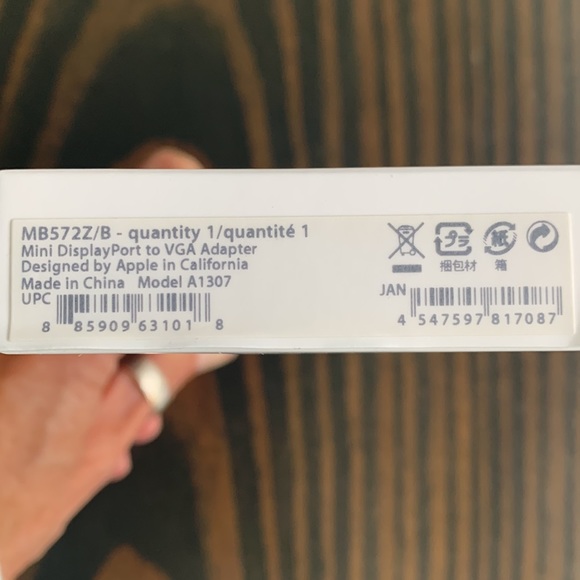 MB572Z/B - quantity 1/quantité 1
Mini DisplayPort to VGA Adapter
Designed by Apple in California
Made in China Model A1307
UPC
8 85909 63101 8
プラ
紙
捆包材
箱
JAN
4 547597 817087